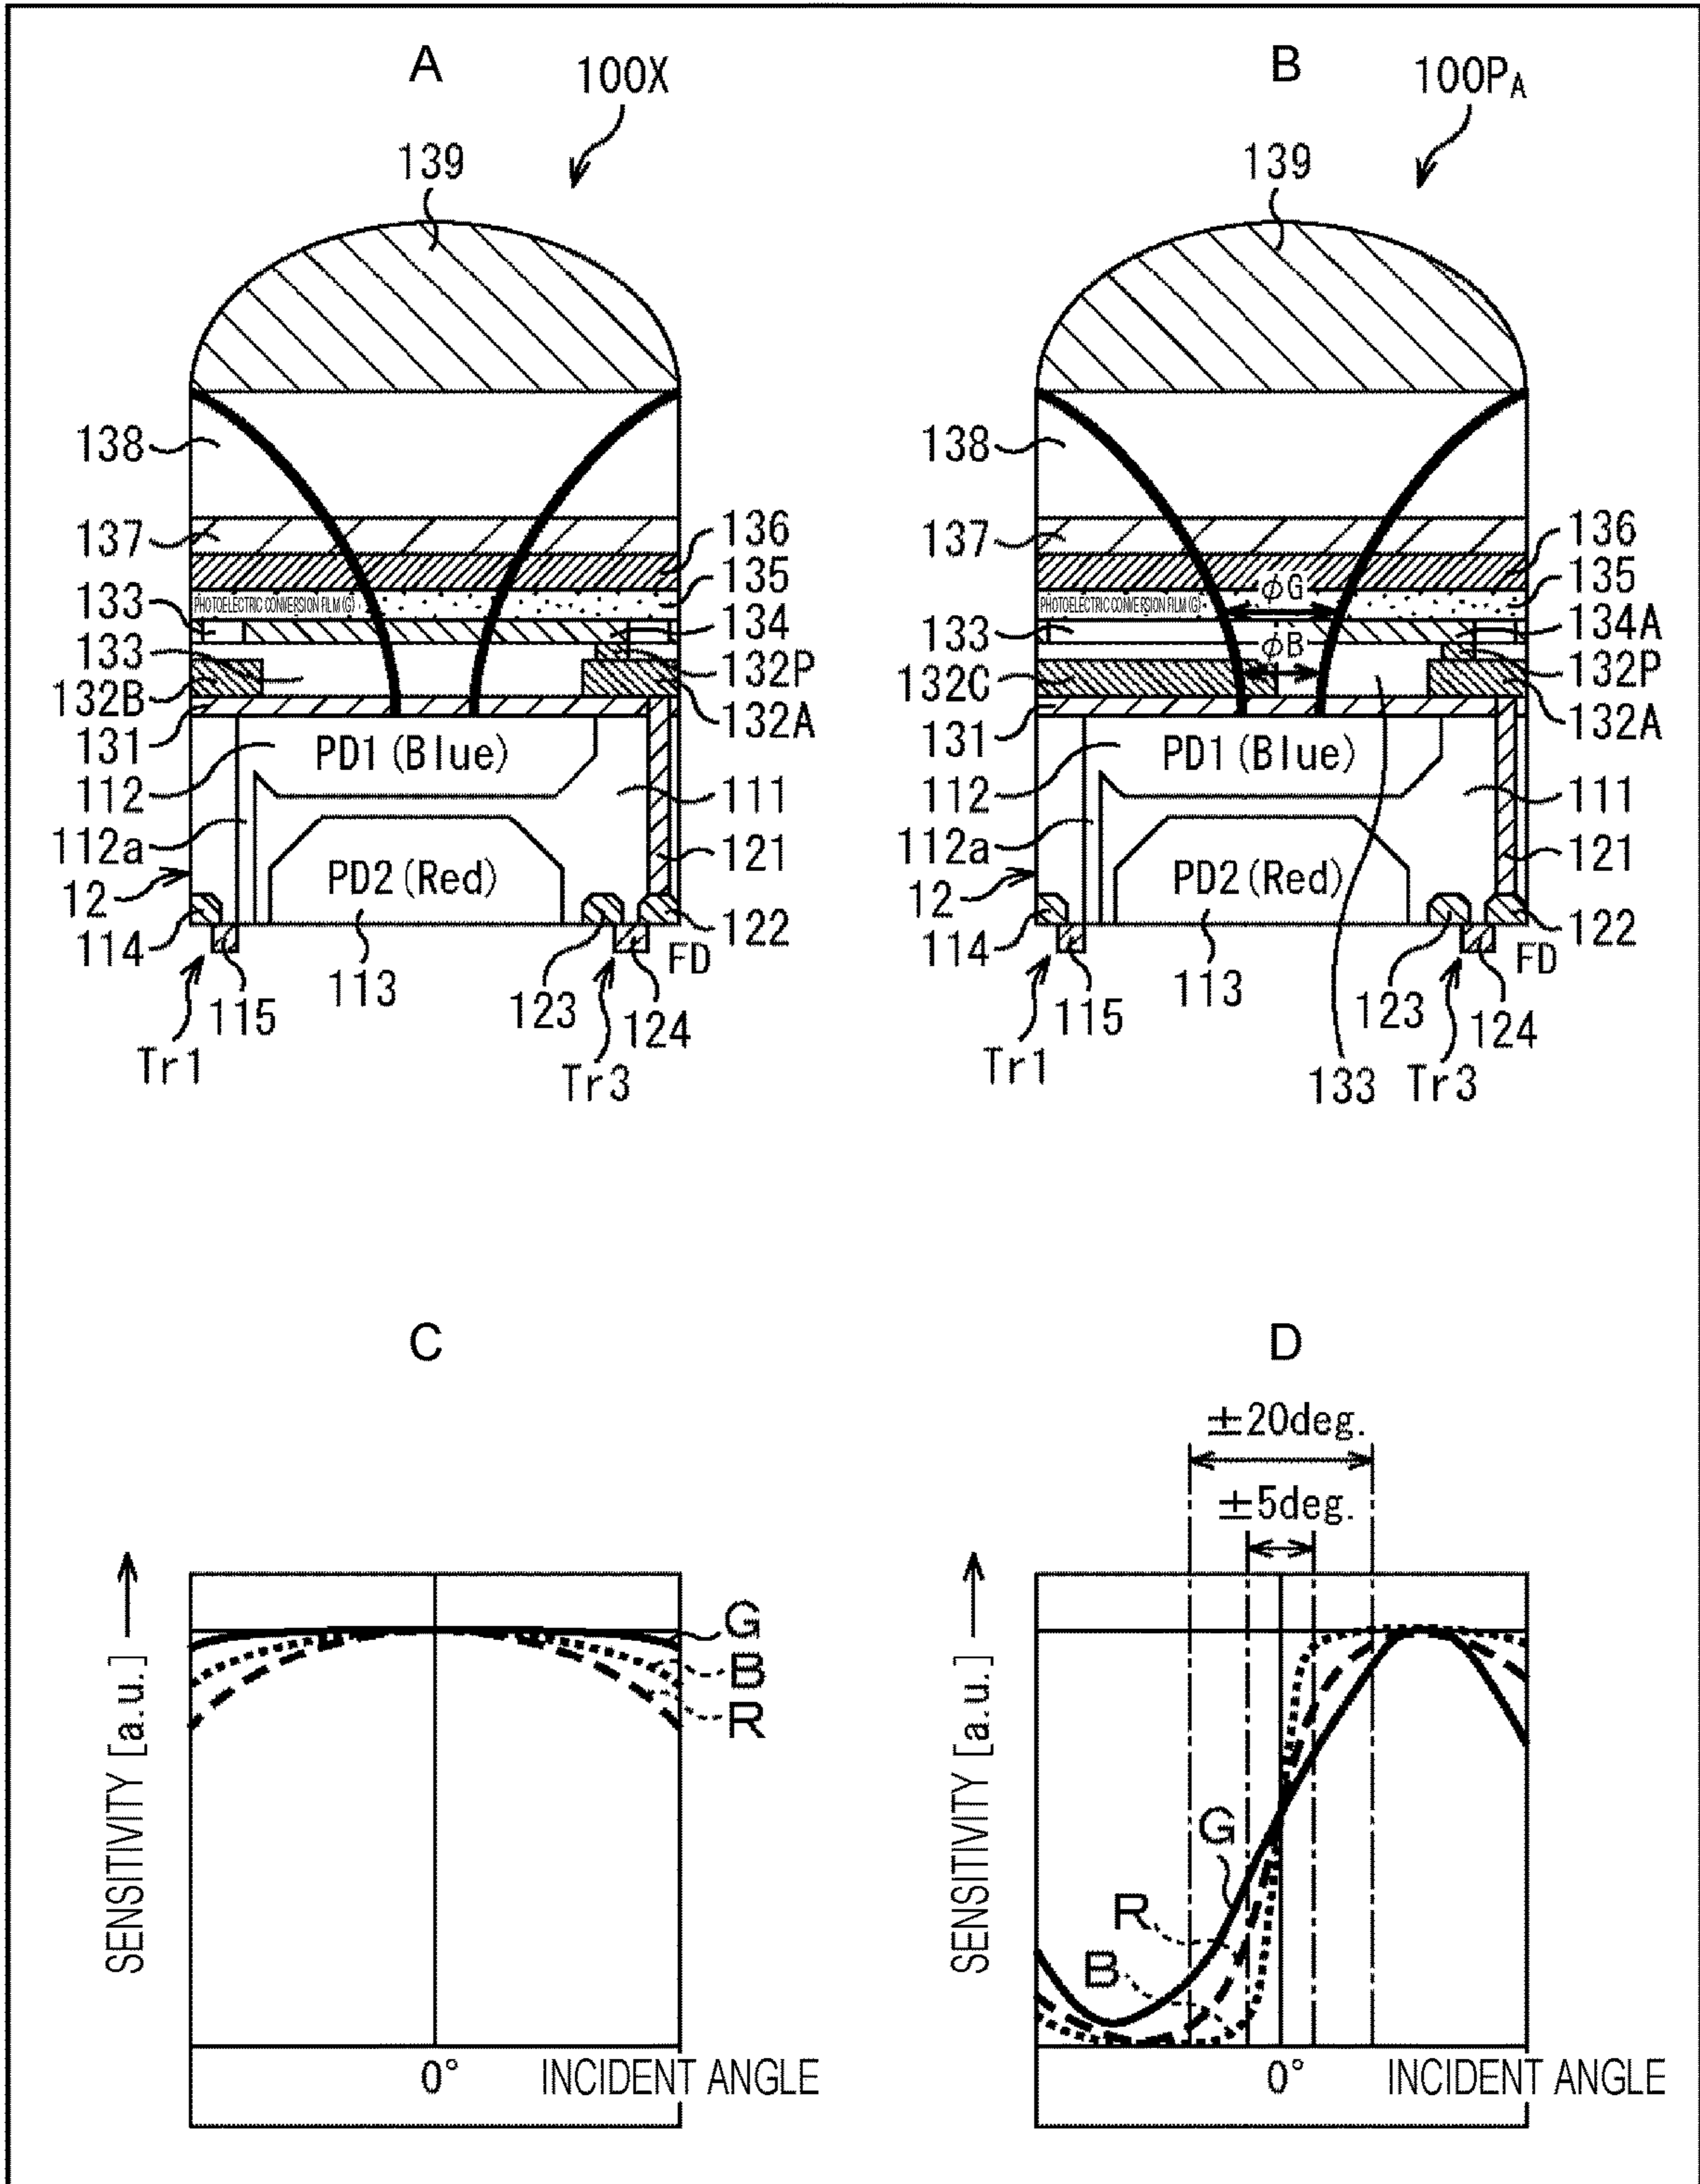 A
100X
139
138
137
136
135
PHOTOELECTRIC CONVERSION FILM (G)
133
134
133
132P
132B
132A
131
PD1 (Blue)
112
111
112a
121
PD2 (Red)
12
114
122
FD
115
113
123
124
Tr1
Tr3
B
100PA
139
138
137
136
φG
135
PHOTOELECTRIC CONVERSION FILM (G)
133
134A
φB
132P
132C
132A
131
PD1 (Blue)
112
111
112a
121
PD2 (Red)
12
114
122
FD
115
113
123
124
Tr1
133
Tr3
C
SENSITIVITY [a.u.]
G
B
R
0°
INCIDENT ANGLE
D
±20deg.
±5deg.
SENSITIVITY [a.u.]
G
R
B
0°
INCIDENT ANGLE